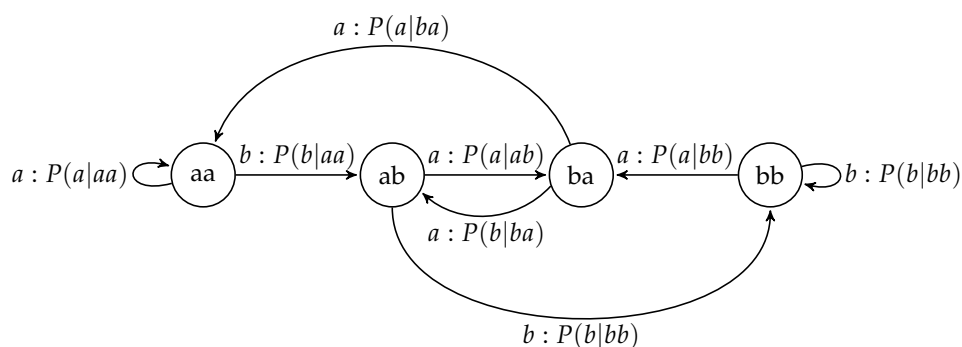 a : P(a|ba)
a : P(a|aa)
aa
b : P(b|aa)
ab
a : P(a|ab)
ba
a : P(a|bb)
bb
b : P(b|bb)
a : P(b|ba)
b : P(b|bb)